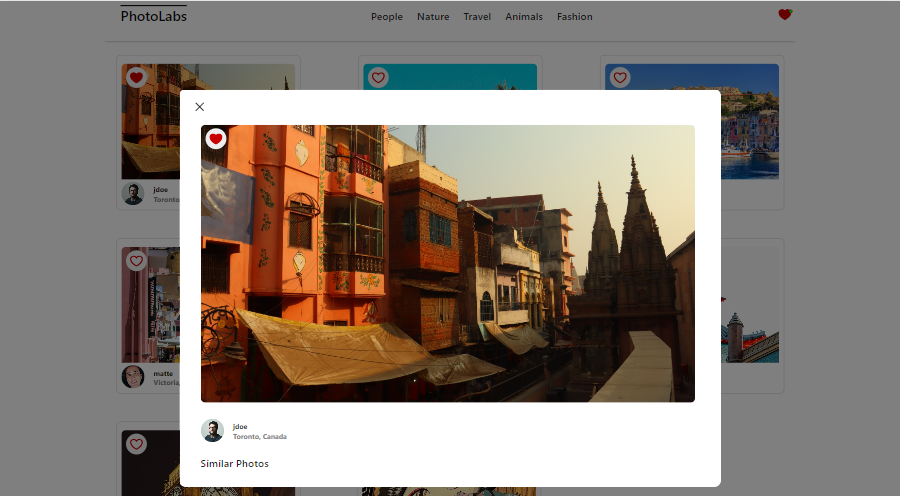 PhotoLabs
People Nature Travel Animals Fashion
jdoe
Toronto
jdoe
Toronto, Canada
Similar Photos
matte
Victoria,